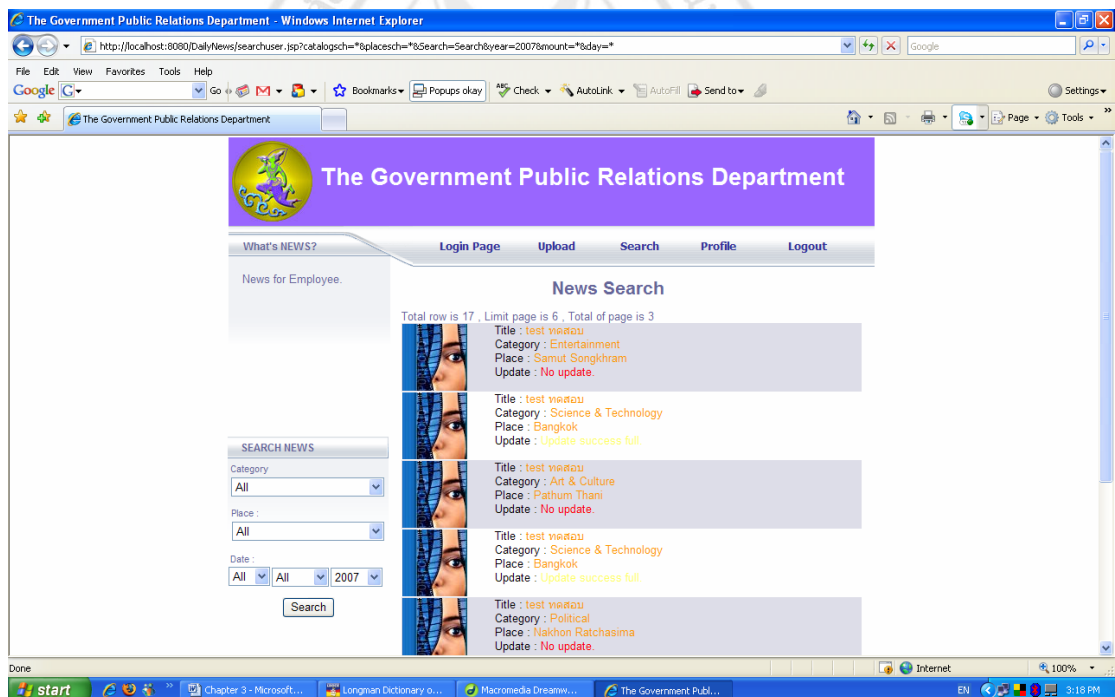 The Government Public Relations Department - Windows Internet Explorer
http://localhost:8080/DailyNews/searchuser.jsp?catalogsch=*&placesch=*&Search=Search&year=2007&mount=*&day=*
Google
File Edit View Favorites Tools Help
Google G Go Bookmarks Popups okay Check AutoLink AutoFill Send to Settings
The Government Public Relations Department Page Tools »
The Government Public Relations Department
What's NEWS? Login Page Upload Search Profile Logout
News for Employee.
News Search
Total row is 17 , Limit page is 6 , Total of page is 3
Title : test ทดสอบ
Category : Entertainment
Place : Samut Songkhram
Update : No update.
Title : test ทดสอบ
Category : Science & Technology
Place : Bangkok
Update : Update success full
Title : test ทดสอบ
Category : Art & Culture
Place : Pathum Thani
Update : No update.
Title : test ทดสอบ
Category : Science & Technology
Place : Bangkok
Update : Update success full
Title : test ทดสอบ
Category : Political
Place : Nakhon Ratchasima
Update : No update.
SEARCH NEWS
Category
All
Place :
All
Date :
All All 2007
Search
Done Internet 100%
start » Chapter 3 - Microsoft... Longman Dictionary o... Macromedia Dreamw... The Government Publ... EN 3:18 PM